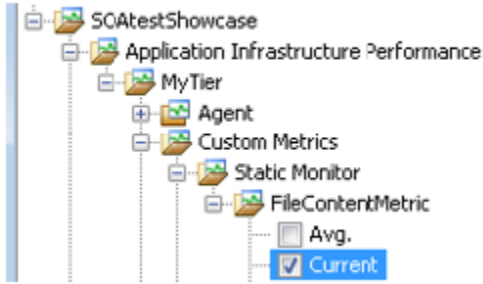 SOAtestShowcase
Application Infrastructure Performance
MyTier
Agent
Custom Metrics
Static Monitor
FileContentMetric
Avg.
Current